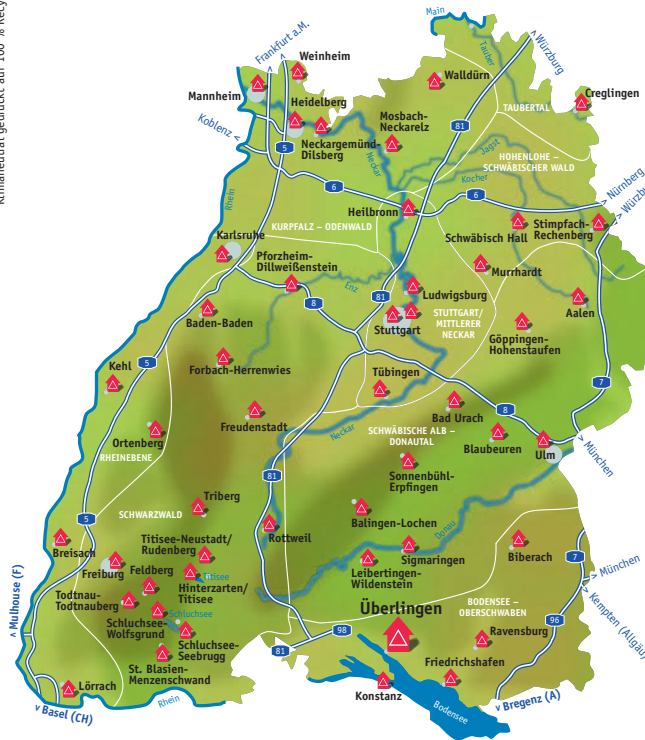 klimaneutral gedruckt auf 100 % Recy
Main
Frankfurt a.M.
Weinheim
> Würzburg
Tauber
Walldürn
Creglingen
Mannheim
TAUBERTAL
Heidelberg
Koblenz <
Mosbach-
Neckarelz
81
5
Neckargemünd-
Dilsberg
Neckar
Jagst
HOHENLOHE –
SCHWÄBISCHER WALD
Kocher
6
6
> Nürnberg
Rhein
Heilbronn
KURPFALZ – ODENWALD
Karlsruhe
Schwäbisch Hall
Stimpfach-
Rechenberg
Pforzheim-
Dillweißenstein
Murrhardt
Enz
81
Ludwigsburg
8
Baden-Baden
Stuttgart
STUTTGART/
MITTLERER
NECKAR
Aalen
Göppingen-
Hohenstaufen
Kehl
5
Forbach-Herrenwies
Tübingen
7
Freudenstadt
Bad Urach
8
Ortenberg
Neckar
SCHWÄBISCHE ALB –
DONAUTAL
Blaubeuren
Ulm
> München
RHEINEBENE
Sonnenbühl-
Erpfingen
81
Triberg
SCHWARZWALD
5
Balingen-Lochen
Donau
Rottweil
Breisach
Titisee-Neustadt/
Rudenberg
Sigmaringen
Biberach
7
Freiburg
Feldberg
Titisee
Leibertingen-
Wildenstein
> München
Hinterzarten/
Titisee
Todtnau-
Todtnauberg
Überlingen
BODENSEE –
OBERSCHWABEN
> Kempten (Allgäu)
Schluchsee
96
Schluchsee-
Wolfsgrund
98
Ravensburg
> Mulhouse (F)
Schluchsee-
Seebrugg
81
St. Blasien-
Menzenschwand
Friedrichshafen
Lörrach
Konstanz
Rhein
Bodensee
> Basel (CH)
> Bregenz (A)